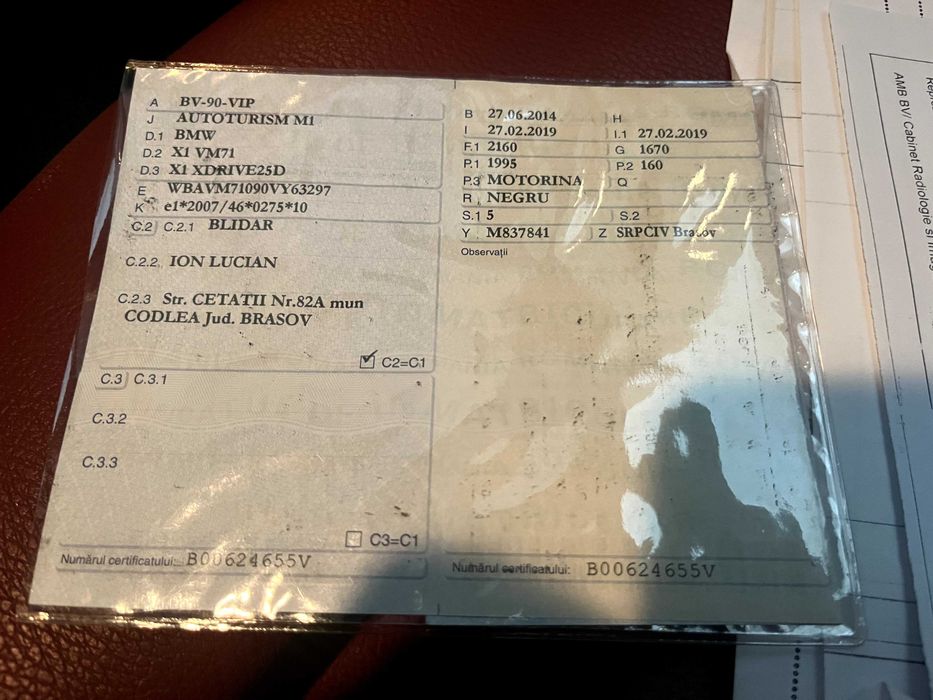 A BV-90-VIP
J AUTOTURISM M1
D.1 BMW
D.2 X1 VM71
D.3 X1 XDRIVE25D
E WBAVM71090VY63297
K e1*2007/46*0275*10
C.2 C.2.1 BLIDAR
C.2.2 ION LUCIAN
C.2.3 Str. CETATII Nr.82A mun
CODLEA Jud. BRASOV
C2=C1
C.3 C.3.1
C.3.2
C.3.3
C3=C1
Numărul certificatului: B00624655V
B 27.06.2014 H
I 27.02.2019 I.1 27.02.2019
F.1 2160 G 1670
P.1 1995 P.2 160
P.3 MOTORINA Q
R NEGRU
S.1 5 S.2
Y M837841 Z SRPCIV Brasov
Observații
Numărul certificatului: B00624655V
AMB BV/ Cabinet Radiologie si